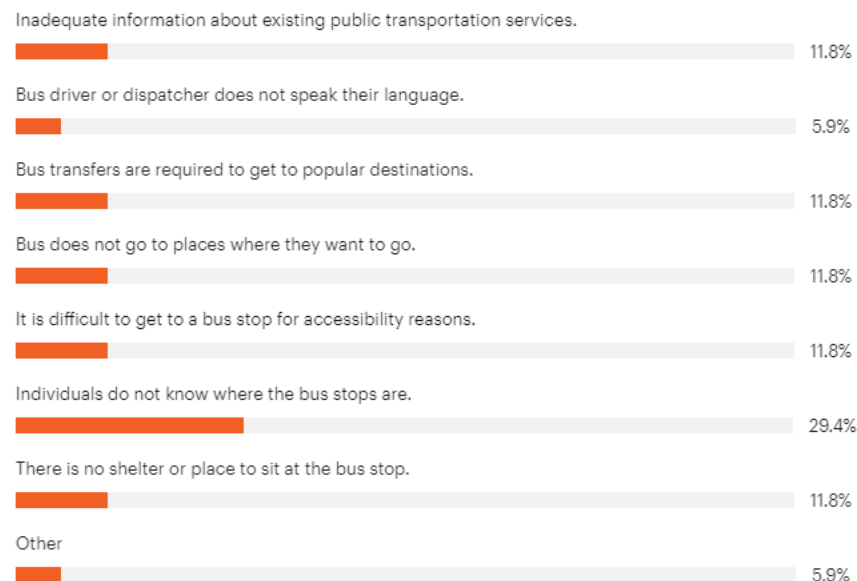 Inadequate information about existing public transportation services.
11.8%
Bus driver or dispatcher does not speak their language.
5.9%
Bus transfers are required to get to popular destinations.
11.8%
Bus does not go to places where they want to go.
11.8%
It is difficult to get to a bus stop for accessibility reasons.
11.8%
Individuals do not know where the bus stops are.
29.4%
There is no shelter or place to sit at the bus stop.
11.8%
Other
5.9%